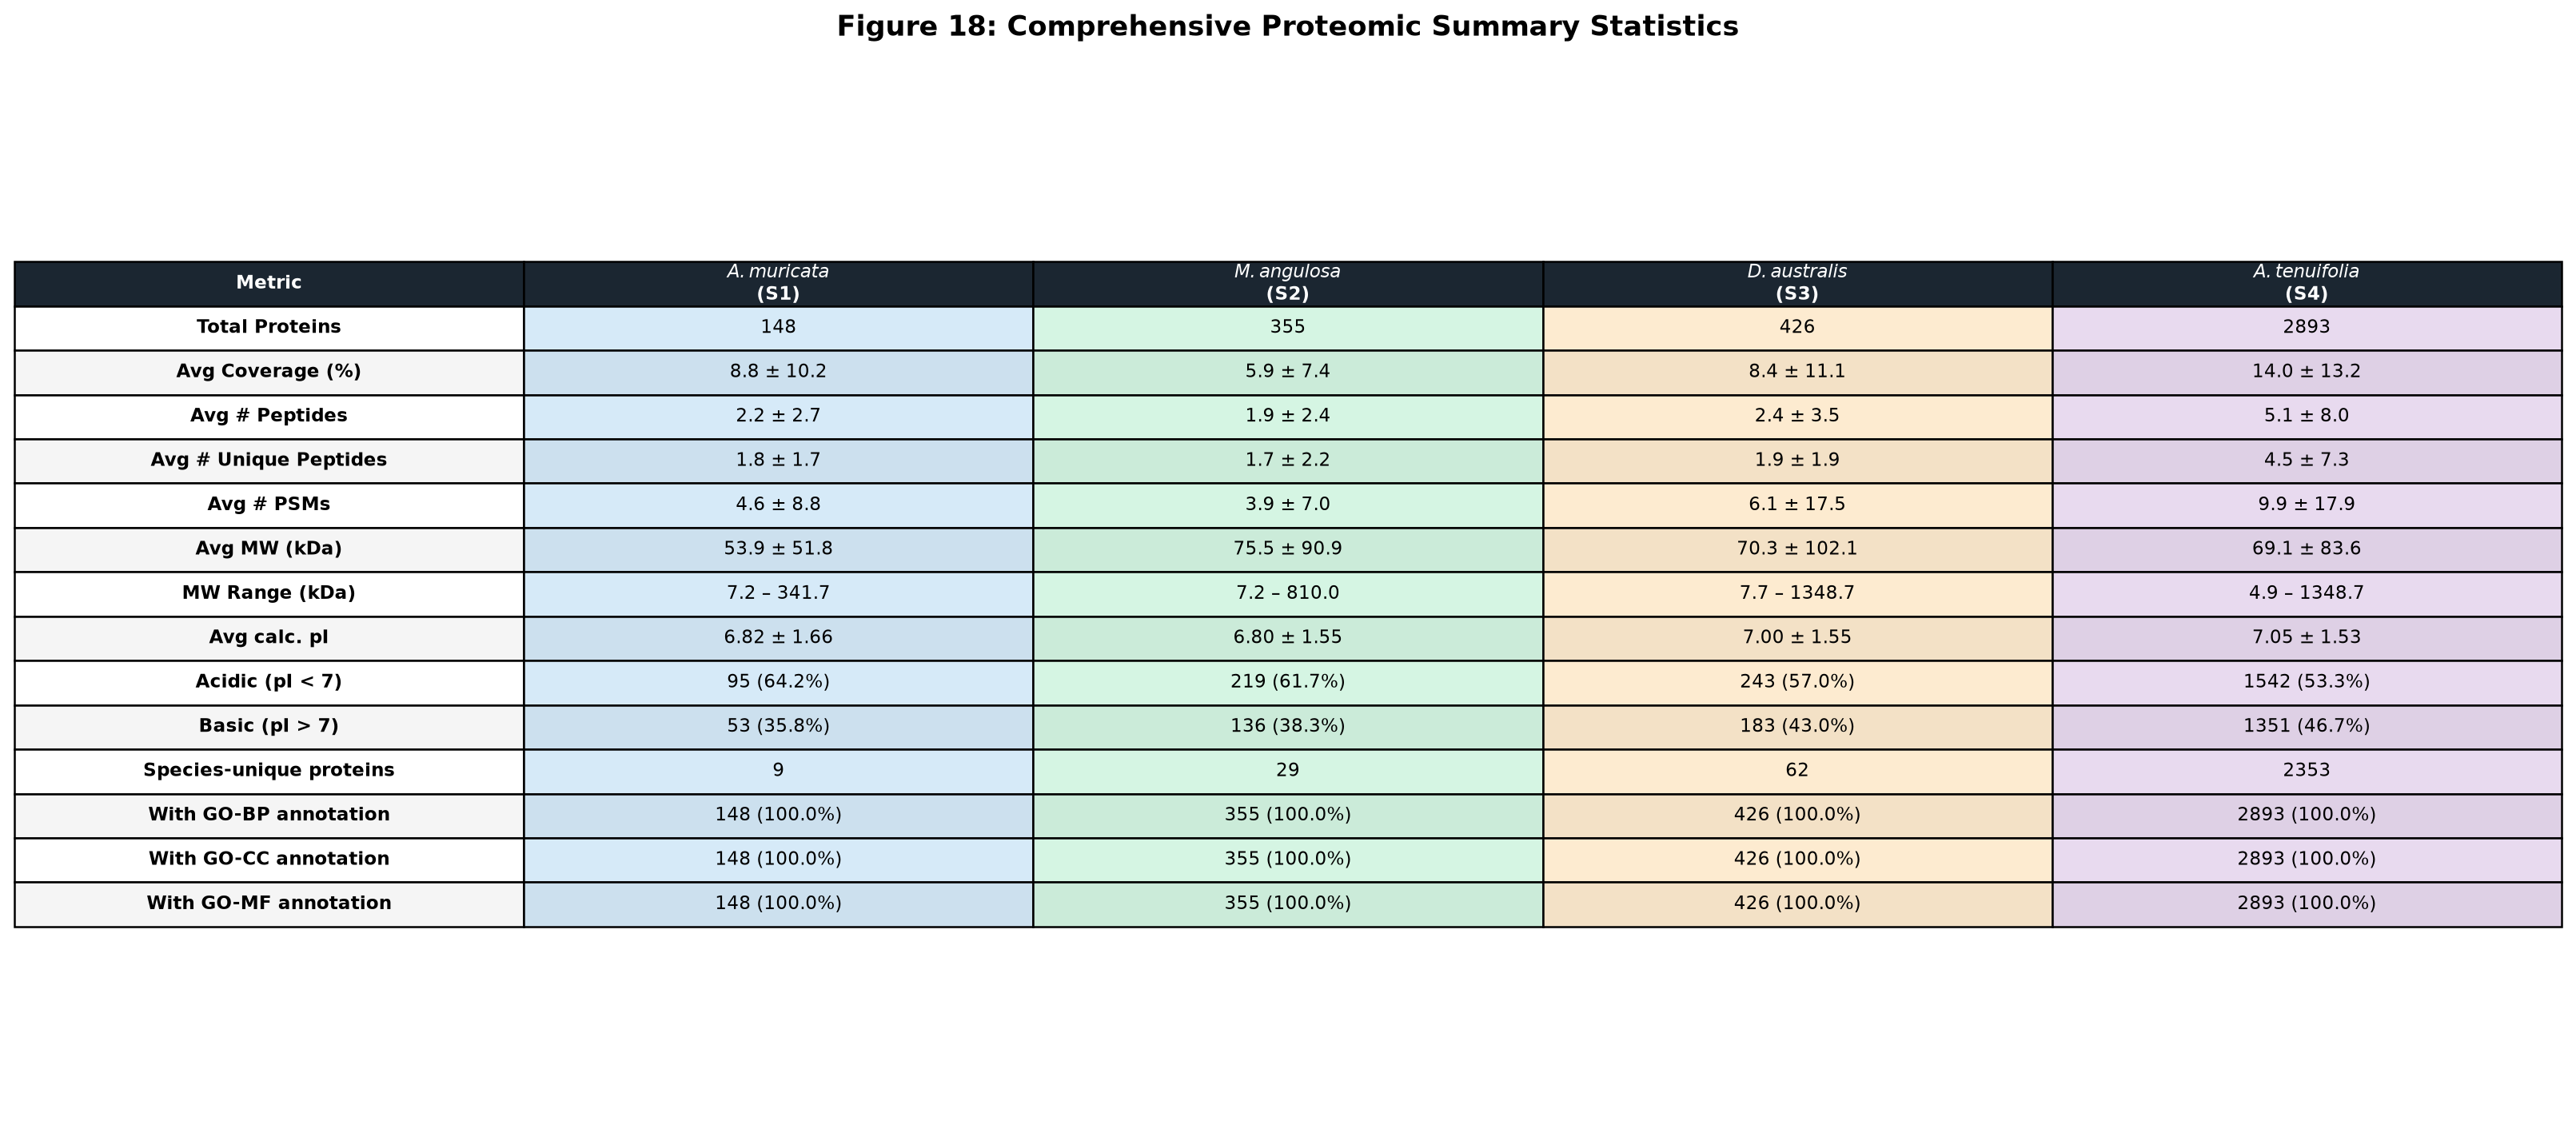 Figure 18: Comprehensive Proteomic Summary Statistics
Metric A. muricata (S1) M. angulosa (S2) D. australis (S3) A. tenuifolia (S4)
Total Proteins 148 355 426 2893
Avg Coverage (%) 8.8 ± 10.2 5.9 ± 7.4 8.4 ± 11.1 14.0 ± 13.2
Avg # Peptides 2.2 ± 2.7 1.9 ± 2.4 2.4 ± 3.5 5.1 ± 8.0
Avg # Unique Peptides 1.8 ± 1.7 1.7 ± 2.2 1.9 ± 1.9 4.5 ± 7.3
Avg # PSMs 4.6 ± 8.8 3.9 ± 7.0 6.1 ± 17.5 9.9 ± 17.9
Avg MW (kDa) 53.9 ± 51.8 75.5 ± 90.9 70.3 ± 102.1 69.1 ± 83.6
MW Range (kDa) 7.2 – 341.7 7.2 – 810.0 7.7 – 1348.7 4.9 – 1348.7
Avg calc. pI 6.82 ± 1.66 6.80 ± 1.55 7.00 ± 1.55 7.05 ± 1.53
Acidic (pI < 7) 95 (64.2%) 219 (61.7%) 243 (57.0%) 1542 (53.3%)
Basic (pI > 7) 53 (35.8%) 136 (38.3%) 183 (43.0%) 1351 (46.7%)
Species-unique proteins 9 29 62 2353
With GO-BP annotation 148 (100.0%) 355 (100.0%) 426 (100.0%) 2893 (100.0%)
With GO-CC annotation 148 (100.0%) 355 (100.0%) 426 (100.0%) 2893 (100.0%)
With GO-MF annotation 148 (100.0%) 355 (100.0%) 426 (100.0%) 2893 (100.0%)